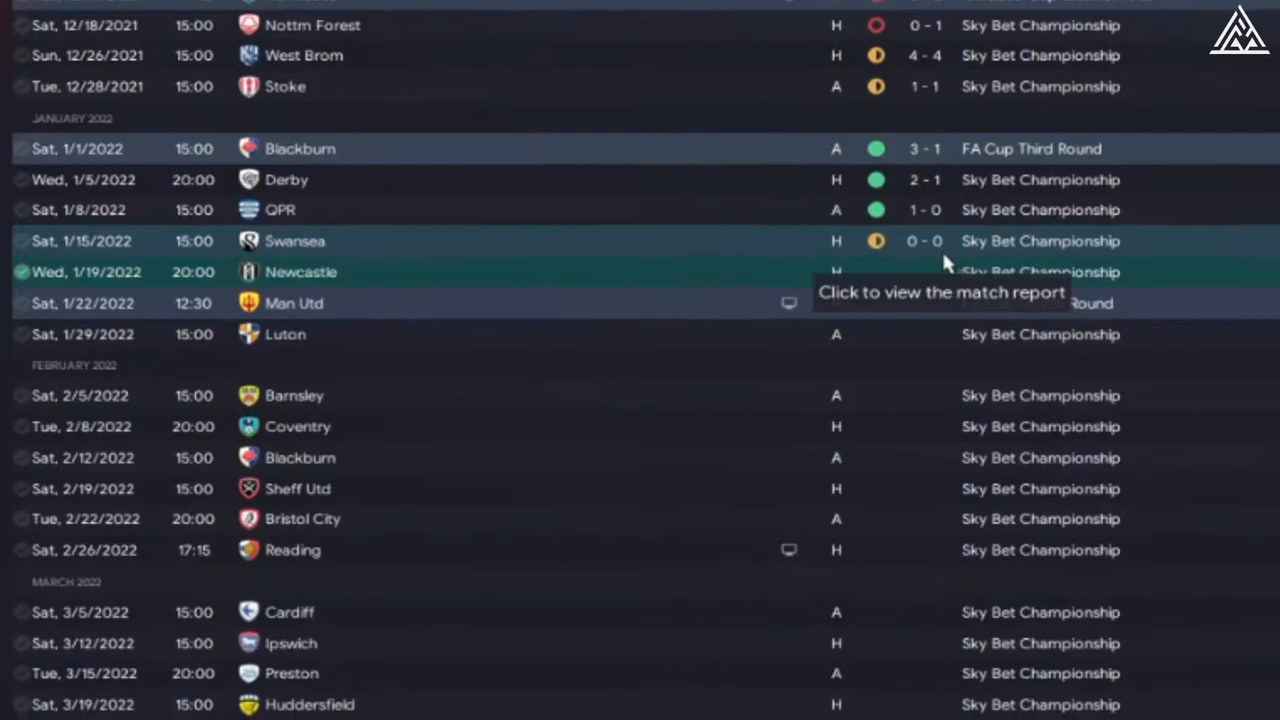 Sat, 12/18/2021 15:00 Nottm Forest H 0 - 1 Sky Bet Championship
Sun, 12/26/2021 15:00 West Brom H 4 - 4 Sky Bet Championship
Tue, 12/28/2021 15:00 Stoke A 1 - 1 Sky Bet Championship
JANUARY 2022
Sat, 1/1/2022 15:00 Blackburn A 3 - 1 FA Cup Third Round
Wed, 1/5/2022 20:00 Derby H 2 - 1 Sky Bet Championship
Sat, 1/8/2022 15:00 QPR A 1 - 0 Sky Bet Championship
Sat, 1/15/2022 15:00 Swansea H 0 - 0 Sky Bet Championship
Wed, 1/19/2022 20:00 Newcastle H Sky Bet Championship
Click to view the match report
Sat, 1/22/2022 12:30 Man Utd Round
Sat, 1/29/2022 15:00 Luton A Sky Bet Championship
FEBRUARY 2022
Sat, 2/5/2022 15:00 Barnsley A Sky Bet Championship
Tue, 2/8/2022 20:00 Coventry H Sky Bet Championship
Sat, 2/12/2022 15:00 Blackburn A Sky Bet Championship
Sat, 2/19/2022 15:00 Sheff Utd H Sky Bet Championship
Tue, 2/22/2022 20:00 Bristol City A Sky Bet Championship
Sat, 2/26/2022 17:15 Reading H Sky Bet Championship
MARCH 2022
Sat, 3/5/2022 15:00 Cardiff A Sky Bet Championship
Sat, 3/12/2022 15:00 Ipswich H Sky Bet Championship
Tue, 3/15/2022 20:00 Preston A Sky Bet Championship
Sat, 3/19/2022 15:00 Huddersfield H Sky Bet Championship